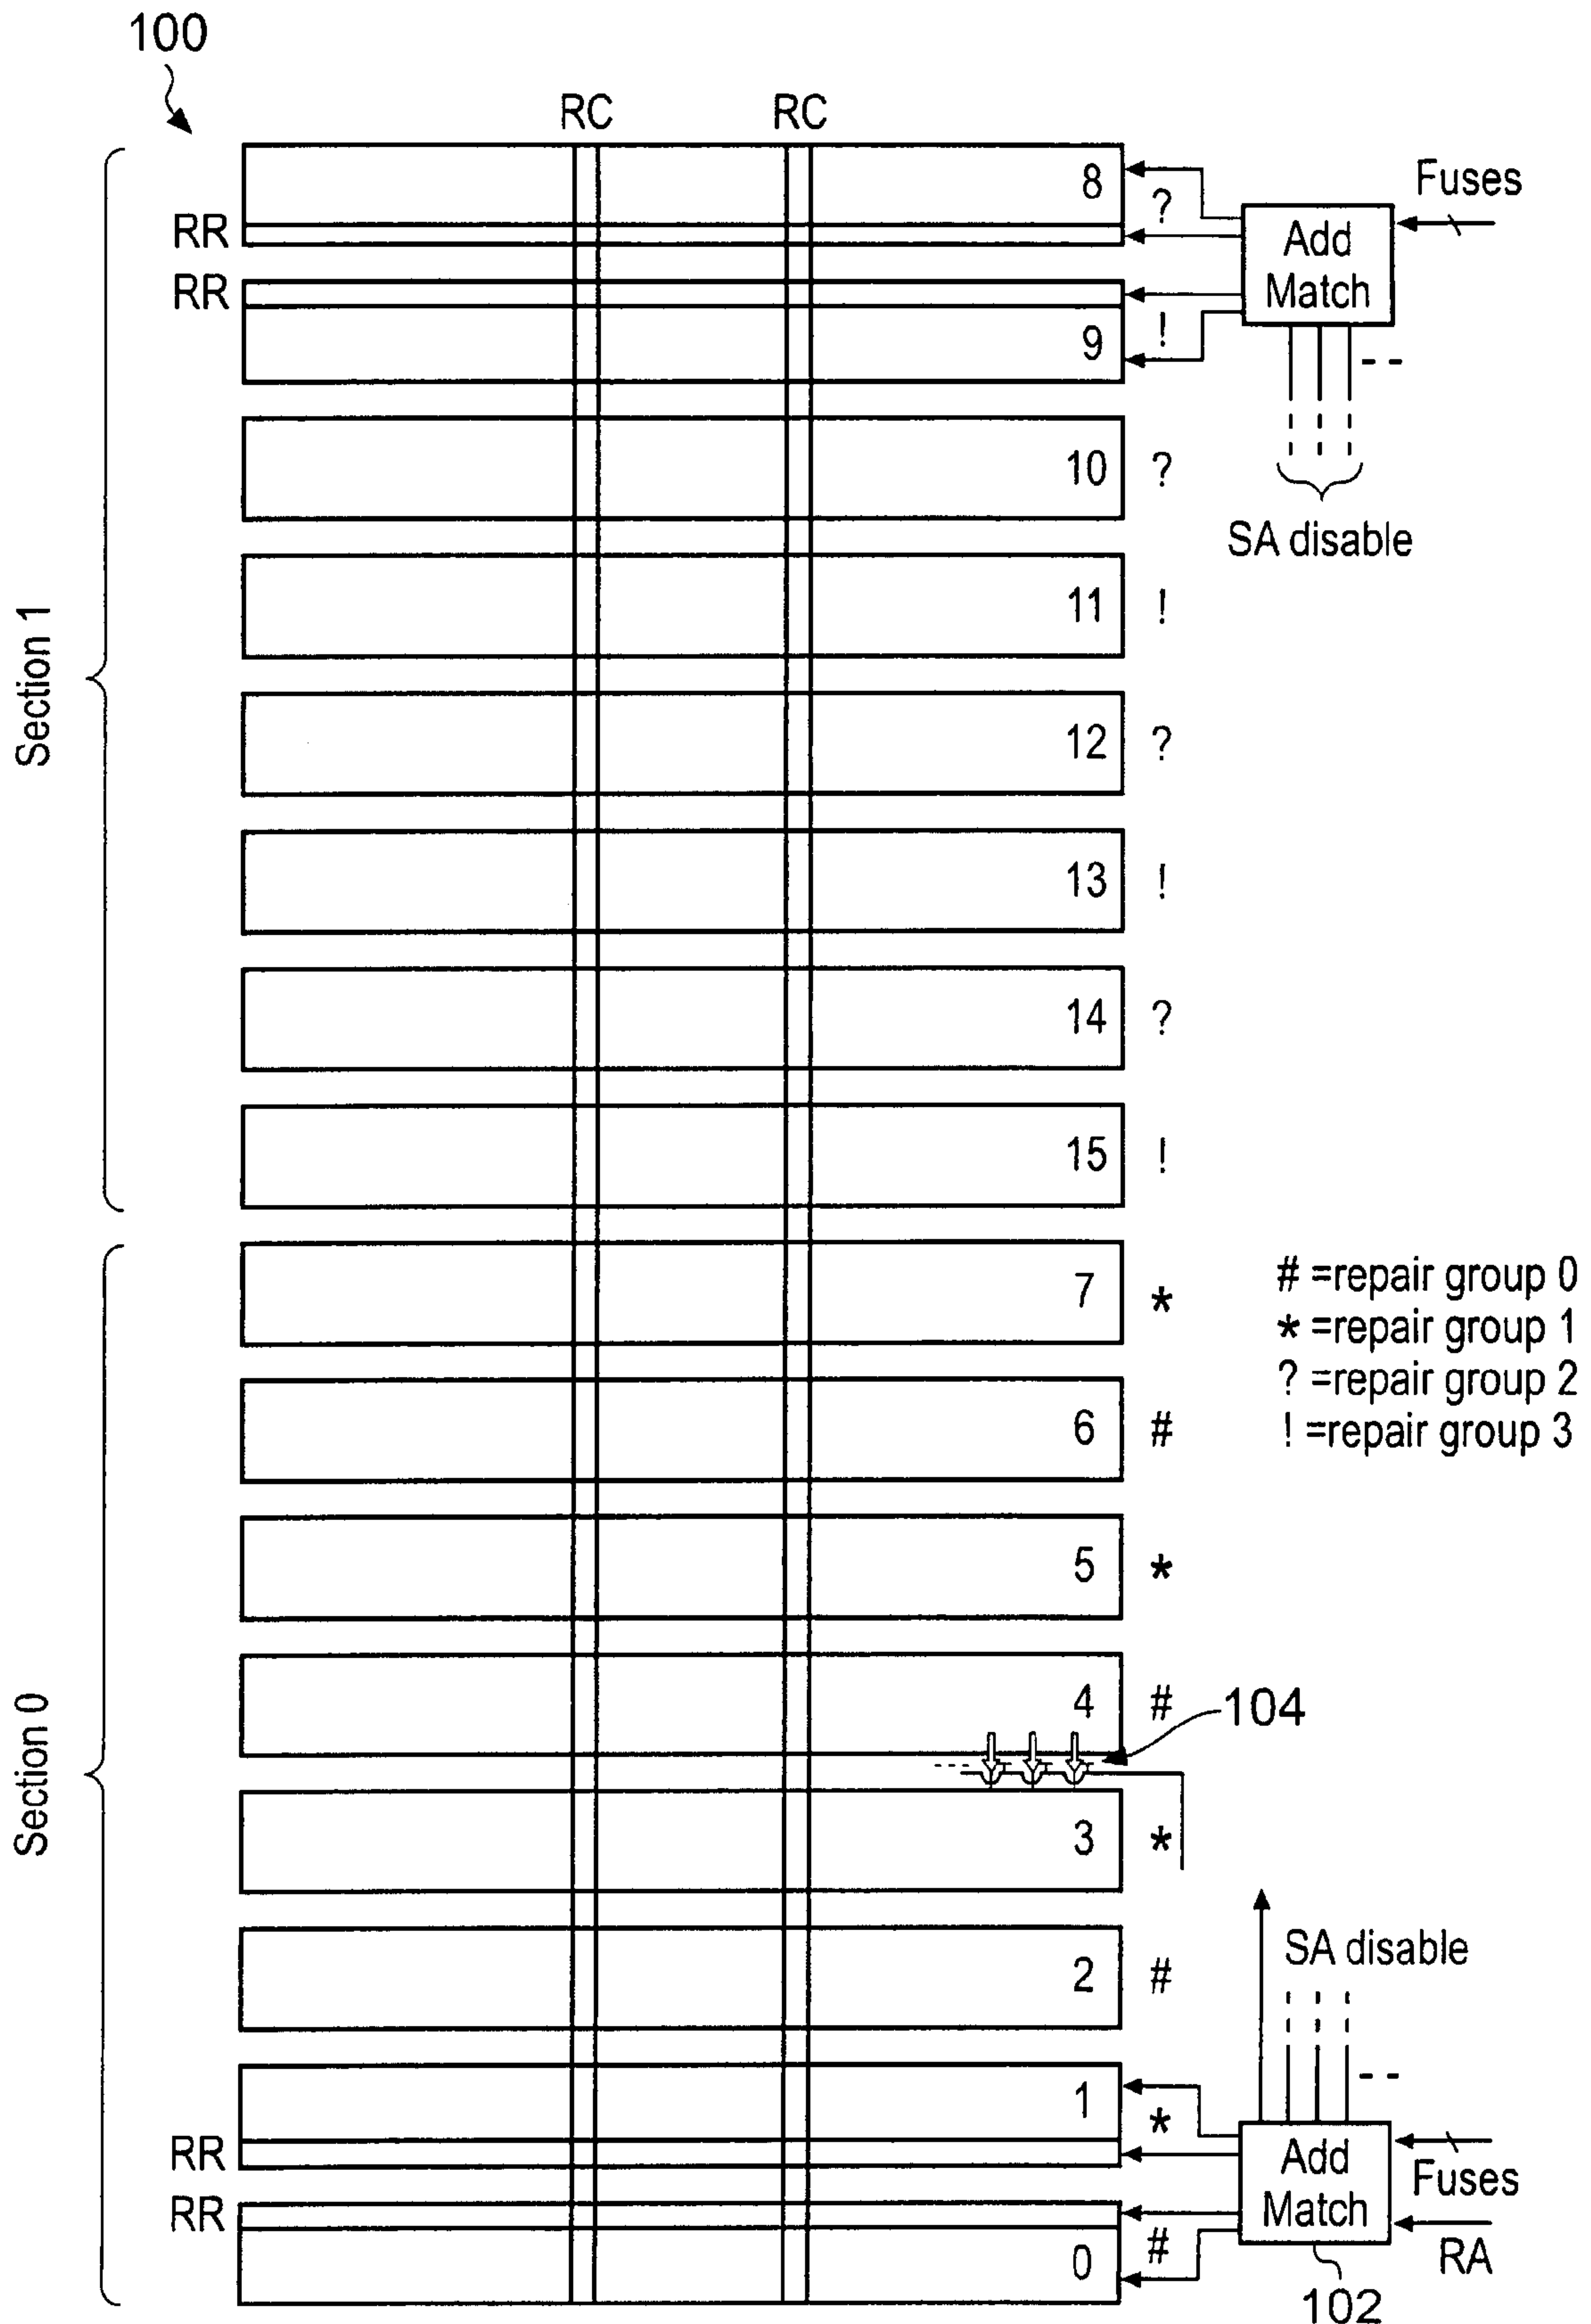 100
RC RC
8 ? Fuses
RR
Add
Match
RR
9 !
10 ?
SA disable
11 !
Section 1
12 ?
13 !
14 ?
15 !
7 *
# =repair group 0
* =repair group 1
? =repair group 2
! =repair group 3
6 #
5 *
4 # 104
Section 0
3 *
SA disable
2 #
1 *
RR
Add
Match
Fuses
RR
0 # RA
102